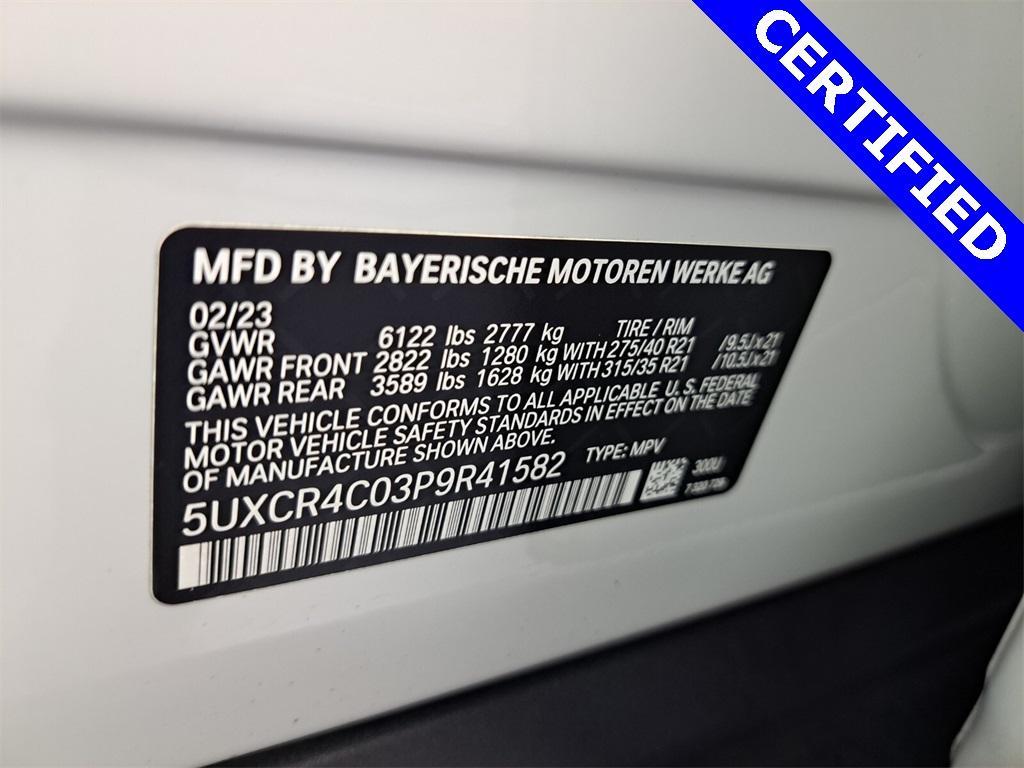 CERTIFIED
MFD BY BAYERISCHE MOTOREN WERKE AG
02/23
GVWR 6122 lbs 2777 kg TIRE / RIM
GAWR FRONT 2822 lbs 1280 kg WITH 275/40 R21 /9.5Jx21
GAWR REAR 3589 lbs 1628 kg WITH 315/35 R21 /10.5Jx21
THIS VEHICLE CONFORMS TO ALL APPLICABLE U.S. FEDERAL
MOTOR VEHICLE SAFETY STANDARDS IN EFFECT ON THE DATE
OF MANUFACTURE SHOWN ABOVE.
5UXCR4C03P9R41582 TYPE: MPV
300U